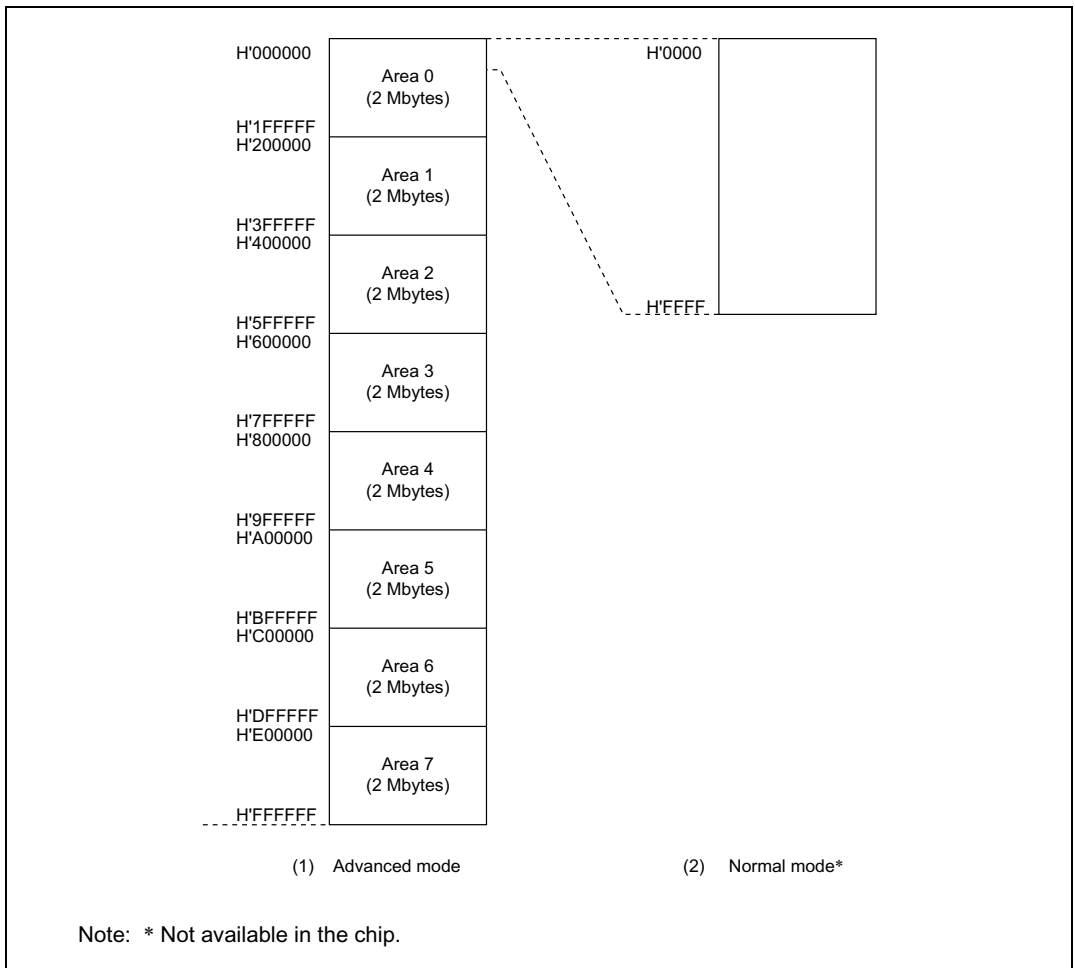 H'000000
Area 0
(2 Mbytes)
H'1FFFFF
H'200000
Area 1
(2 Mbytes)
H'3FFFFF
H'400000
Area 2
(2 Mbytes)
H'5FFFFF
H'600000
Area 3
(2 Mbytes)
H'7FFFFF
H'800000
Area 4
(2 Mbytes)
H'9FFFFF
H'A00000
Area 5
(2 Mbytes)
H'BFFFFF
H'C00000
Area 6
(2 Mbytes)
H'DFFFFF
H'E00000
Area 7
(2 Mbytes)
H'FFFFFF
(1) Advanced mode
H'0000
H'FFFF
(2) Normal mode*
Note: * Not available in the chip.